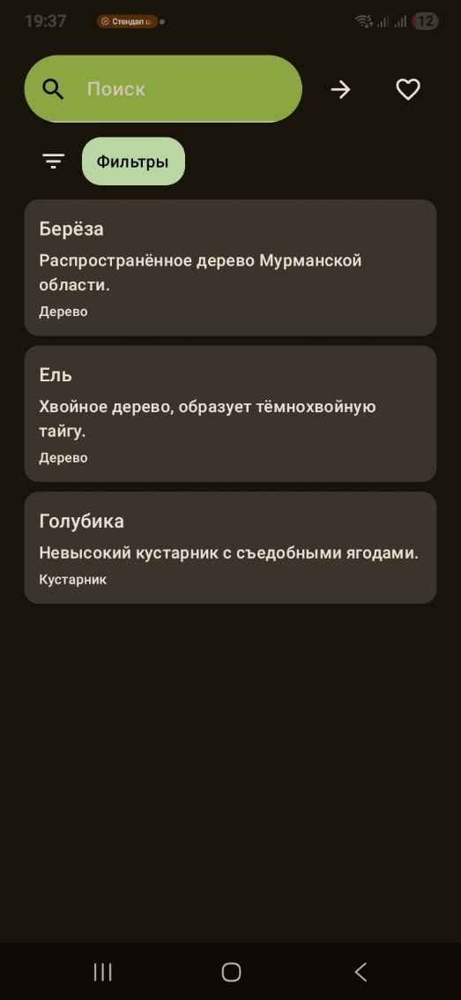 19:37
Стендап
12
Поиск
Фильтры
Берёза
Распространённое дерево Мурманской
области.
Дерево
Ель
Хвойное дерево, образует тёмнохвойную
тайгу.
Дерево
Голубика
Невысокий кустарник с съедобными ягодами.
Кустарник